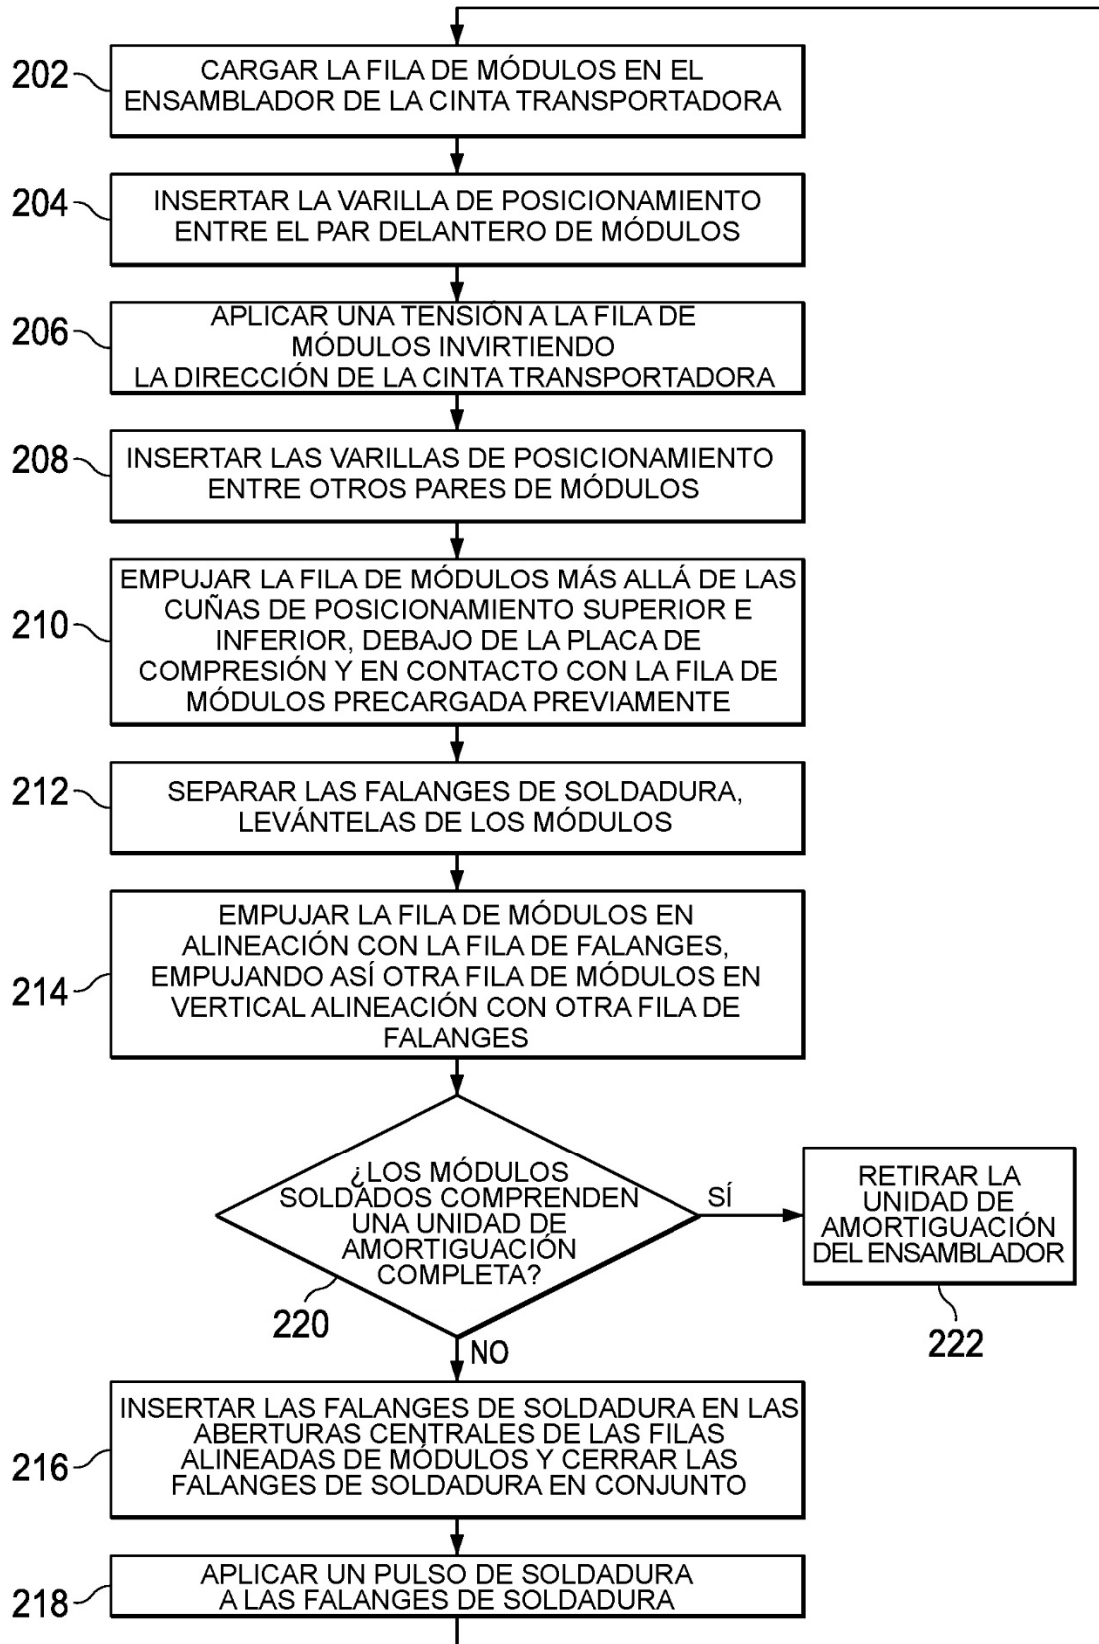 202
CARGAR LA FILA DE MÓDULOS EN EL
ENSAMBLADOR DE LA CINTA TRANSPORTADORA
204
INSERTAR LA VARILLA DE POSICIONAMIENTO
ENTRE EL PAR DELANTERO DE MÓDULOS
206
APLICAR UNA TENSIÓN A LA FILA DE
MÓDULOS INVIRTIENDO
LA DIRECCIÓN DE LA CINTA TRANSPORTADORA
208
INSERTAR LAS VARILLAS DE POSICIONAMIENTO
ENTRE OTROS PARES DE MÓDULOS
210
EMPUJAR LA FILA DE MÓDULOS MÁS ALLÁ DE LAS
CUÑAS DE POSICIONAMIENTO SUPERIOR E
INFERIOR, DEBAJO DE LA PLACA DE
COMPRESIÓN Y EN CONTACTO CON LA FILA DE
MÓDULOS PRECARGADA PREVIAMENTE
212
SEPARAR LAS FALANGES DE SOLDADURA,
LEVÁNTELAS DE LOS MÓDULOS
214
EMPUJAR LA FILA DE MÓDULOS EN
ALINEACIÓN CON LA FILA DE FALANGES,
EMPUJANDO ASÍ OTRA FILA DE MÓDULOS EN
VERTICAL ALINEACIÓN CON OTRA FILA DE
FALANGES
¿LOS MÓDULOS
SOLDADOS COMPRENDEN
UNA UNIDAD DE
AMORTIGUACIÓN
COMPLETA?
220
SÍ
RETIRAR LA
UNIDAD DE
AMORTIGUACIÓN
DEL ENSAMBLADOR
222
NO
216
INSERTAR LAS FALANGES DE SOLDADURA EN LAS
ABERTURAS CENTRALES DE LAS FILAS
ALINEADAS DE MÓDULOS Y CERRAR LAS
FALANGES DE SOLDADURA EN CONJUNTO
218
APLICAR UN PULSO DE SOLDADURA
A LAS FALANGES DE SOLDADURA